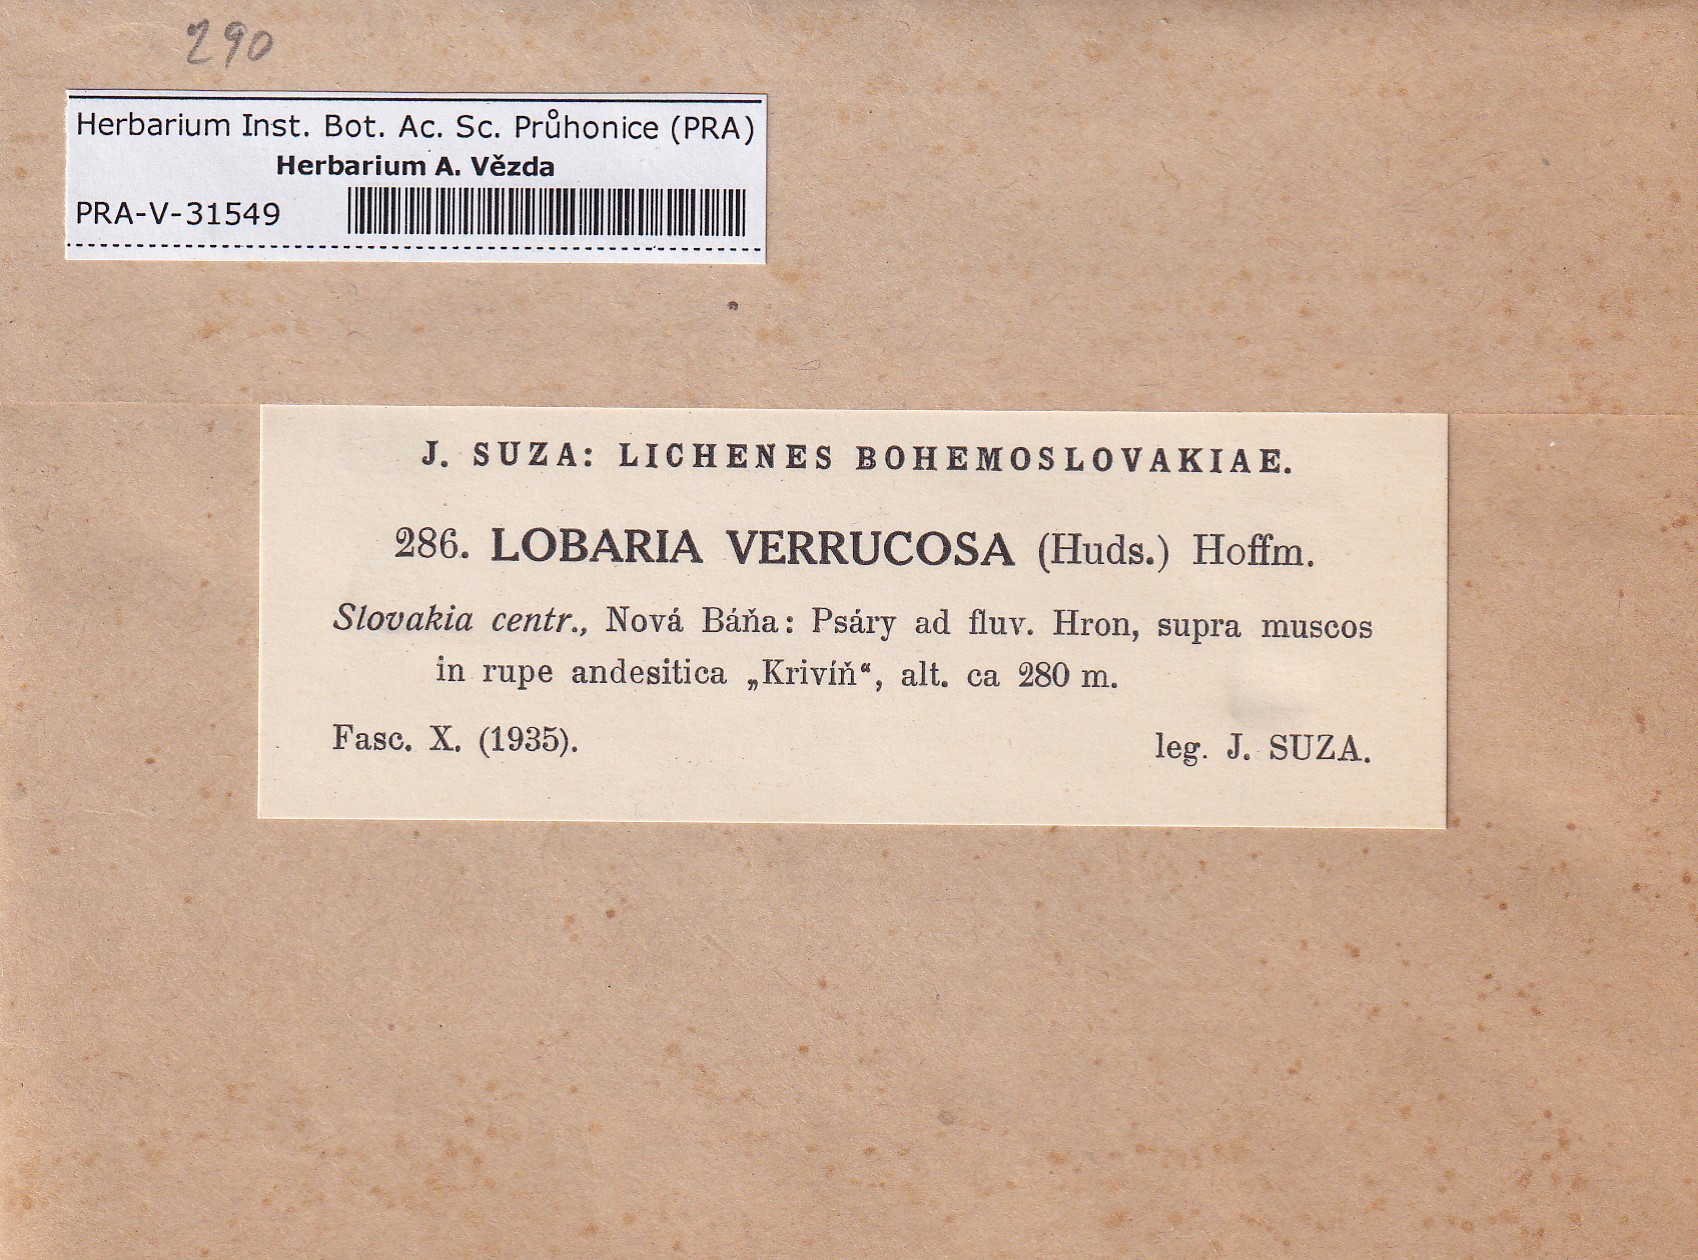 290
Herbarium Inst. Bot. Ac. Sc. Průhonice (PRA)
Herbarium A. Vězda
PRA-V-31549
J. SUZA: LICHENES BOHEMOSLOVAKIAE.
286. LOBARIA VERRUCOSA (Huds.) Hoffm.
Slovakia centr., Nová Báňa: Psáry ad fluv. Hron, supra muscos
in rupe andesitica „Krivíň“, alt. ca 280 m.
Fasc. X. (1935).
leg. J. SUZA.